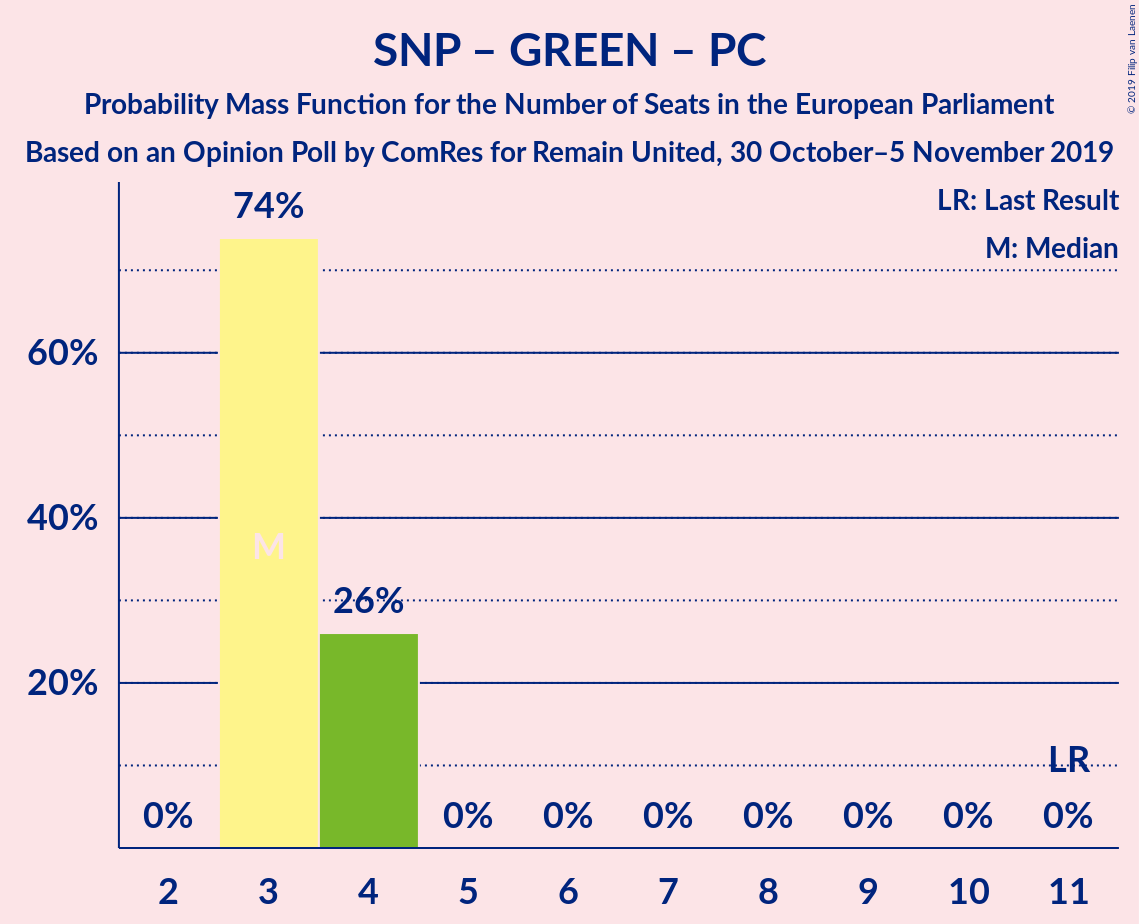 SNP – GREEN – PC
Probability Mass Function for the Number of Seats in the European Parliament
Based on an Opinion Poll by ComRes for Remain United, 30 October–5 November 2019
© 2019 Filip van Laenen
LR: Last Result
M: Median
74%
60%
40%
M
26%
20%
LR
0% 0% 0% 0% 0% 0% 0% 0%
2 3 4 5 6 7 8 9 10 11